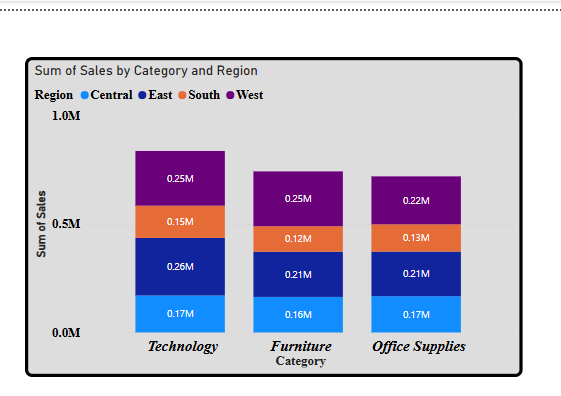 Sum of Sales by Category and Region
Region Central East South West
1.0M
0.25M
0.25M
0.22M
0.5M
0.15M
0.12M
0.13M
0.26M
0.21M
0.21M
0.17M
0.16M
0.17M
0.0M
Sum of Sales
Technology Furniture Office Supplies
Category